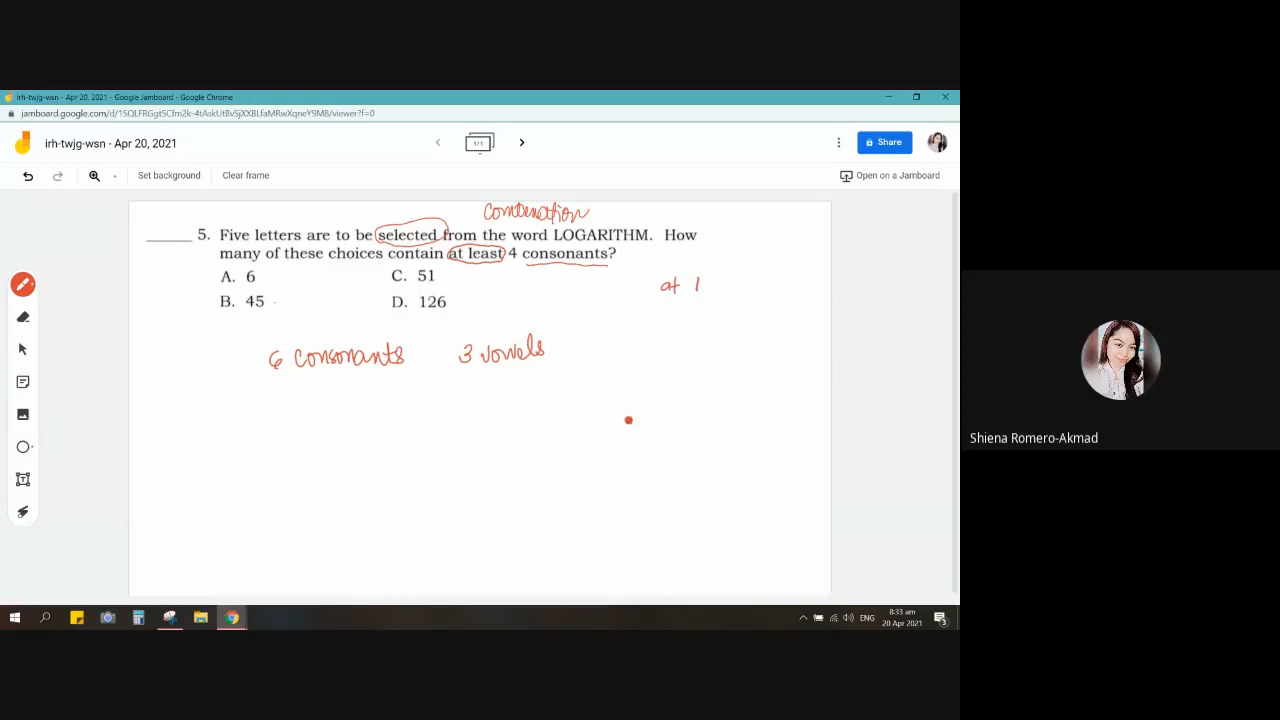 irh-twjg-wsn - Apr 20, 2021 - Google Jamboard - Google Chrome
jamboard.google.com/d/1SQLFRGgtSCfm2k-4tAskUtBvSjXXBLfaMRwXqneY9M8/viewer?f=0
irh-twjg-wsn - Apr 20, 2021
1/1
Share
Set background
Clear frame
Open on a Jamboard
combination
_____ 5. Five letters are to be selected from the word LOGARITHM. How
many of these choices contain at least 4 consonants?
A. 6
C. 51
at l
B. 45
D. 126
6 consonants
3 vowels
Shiena Romero-Akmad
ENG
8:33 am
20 Apr 2021
3